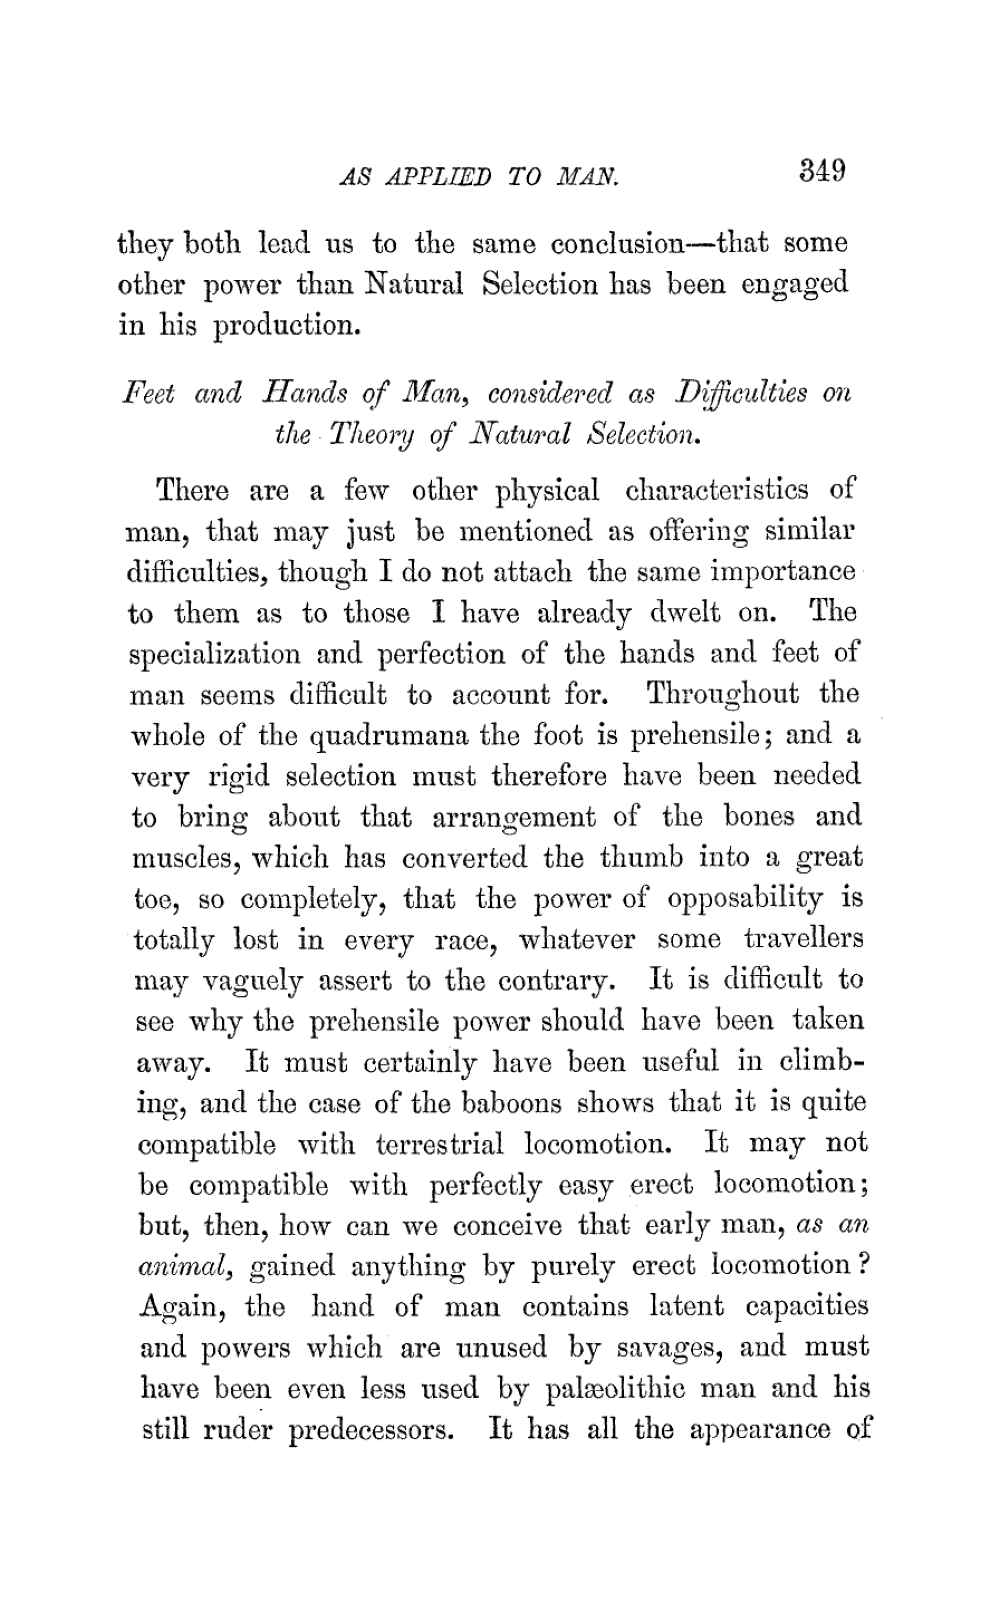 AS APPLIED TO MAN. 349
they both lead us to the same conclusion—that some
other power than Natural Selection has been engaged
in his production.
Feet and Hands of Man, considered as Difficulties on
the Theory of Natural Selection.
There are a few other physical characteristics of
man, that may just be mentioned as offering similar
difficulties, though I do not attach the same importance
to them as to those I have already dwelt on. The
specialization and perfection of the hands and feet of
man seems difficult to account for. Throughout the
whole of the quadrumana the foot is prehensile; and a
very rigid selection must therefore have been needed
to bring about that arrangement of the bones and
muscles, which has converted the thumb into a great
toe, so completely, that the power of opposability is
totally lost in every race, whatever some travellers
may vaguely assert to the contrary. It is difficult to
see why the prehensile power should have been taken
away. It must certainly have been useful in climb-
ing, and the case of the baboons shows that it is quite
compatible with terrestrial locomotion. It may not
be compatible with perfectly easy erect locomotion;
but, then, how can we conceive that early man, as an
animal, gained anything by purely erect locomotion?
Again, the hand of man contains latent capacities
and powers which are unused by savages, and must
have been even less used by palæolithic man and his
still ruder predecessors. It has all the appearance of